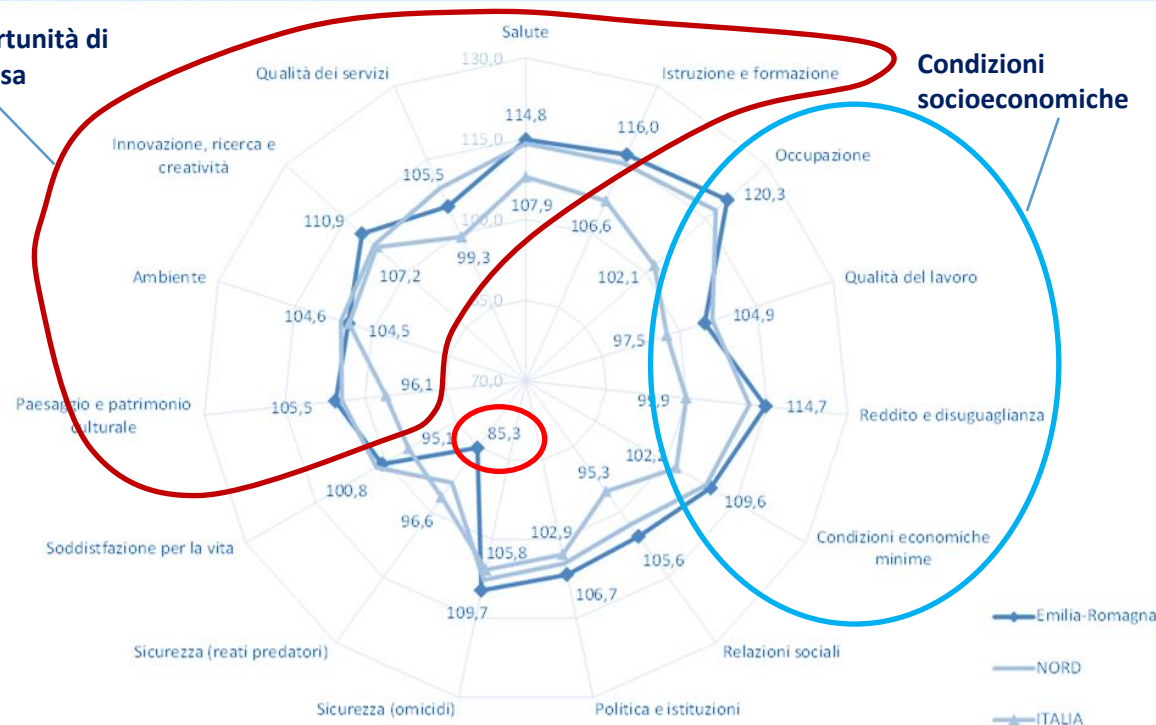 rtunità di
sa
Condizioni
socioeconomiche
Salute
130,0
Qualità dei servizi
Istruzione e formazione
114,8
116,0
115,0
Innovazione, ricerca e
creatività
Occupazione
105,5
120,3
107,9
110,9
100,0
106,6
99,3
107,2
102,1
Ambiente
Qualità del lavoro
85,0
104,6
104,5
104,9
97,5
70,0
96,1
99,9
Paesaggio e patrimonio
culturale
105,5
114,7
Reddito e disuguaglianza
95,1
85,3
102,2
100,8
95,3
109,6
96,6
Soddistfazione per la vita
Condizioni economiche
minime
105,8
102,9
105,6
109,7
106,7
Emilia-Romagna
Sicurezza (reati predatori)
Relazioni sociali
NORD
Sicurezza (omicidi)
Politica e istituzioni
ITALIA